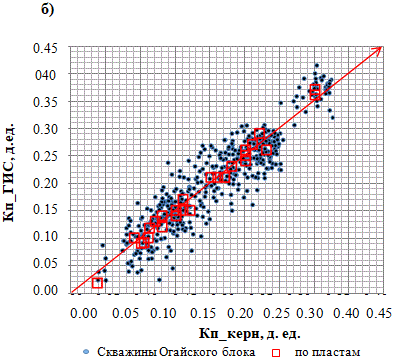 б)
Кп_ГИС, д.ед.
0.45
040
0.35
0.30
0.25
0.20
0.15
0.10
0.05
0.00
0.00 0.05 0.10 0.15 0.20 0.30 0.35 0.40 0.45
Кп_керн, д. ед.
Скважины Огайского блока по пластам